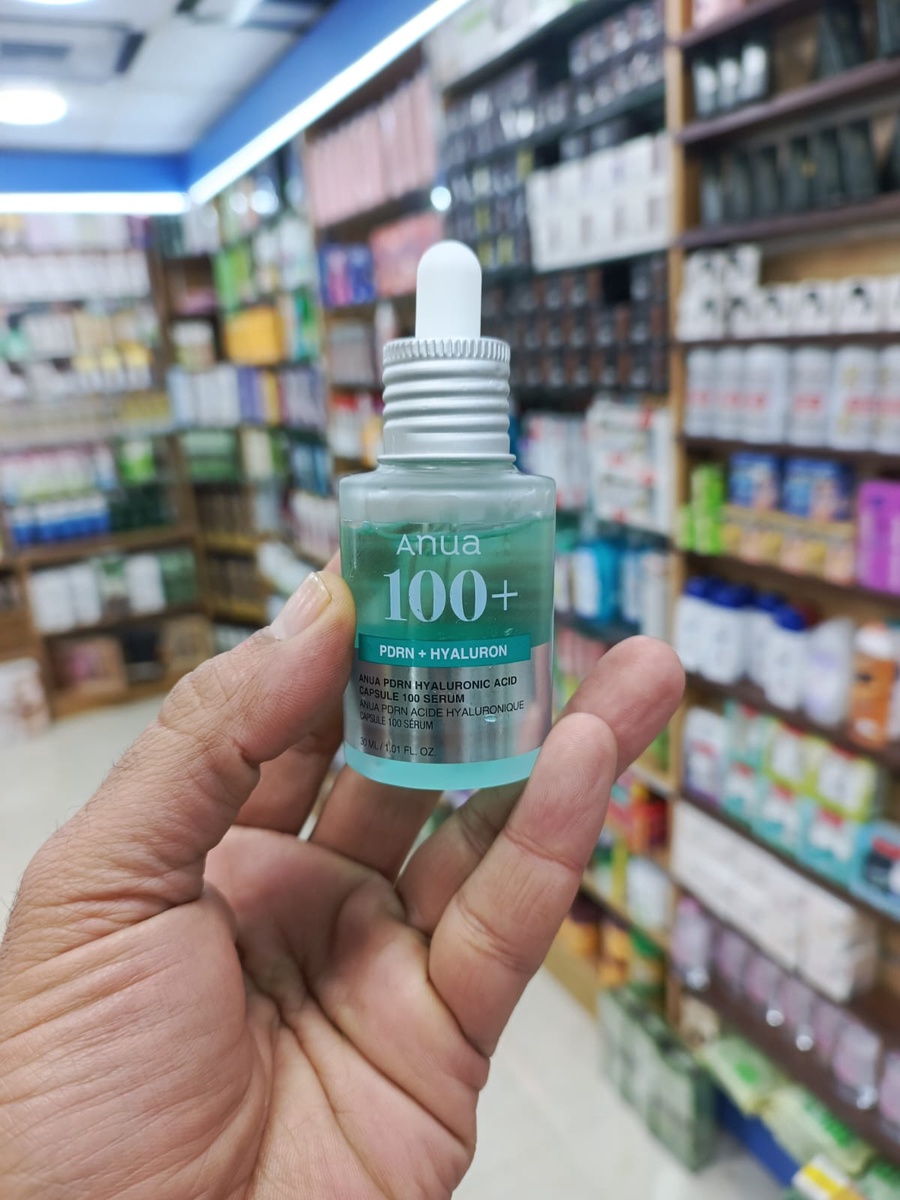 Anua
100+
PDRN + HYALURON
ANUA PDRN HYALURONIC ACID
CAPSULE 100 SERUM
ANUA PDRN ACIDE HYALURONIQUE
CAPSULE 100 SÉRUM
30 ML / 1.01 FL. OZ